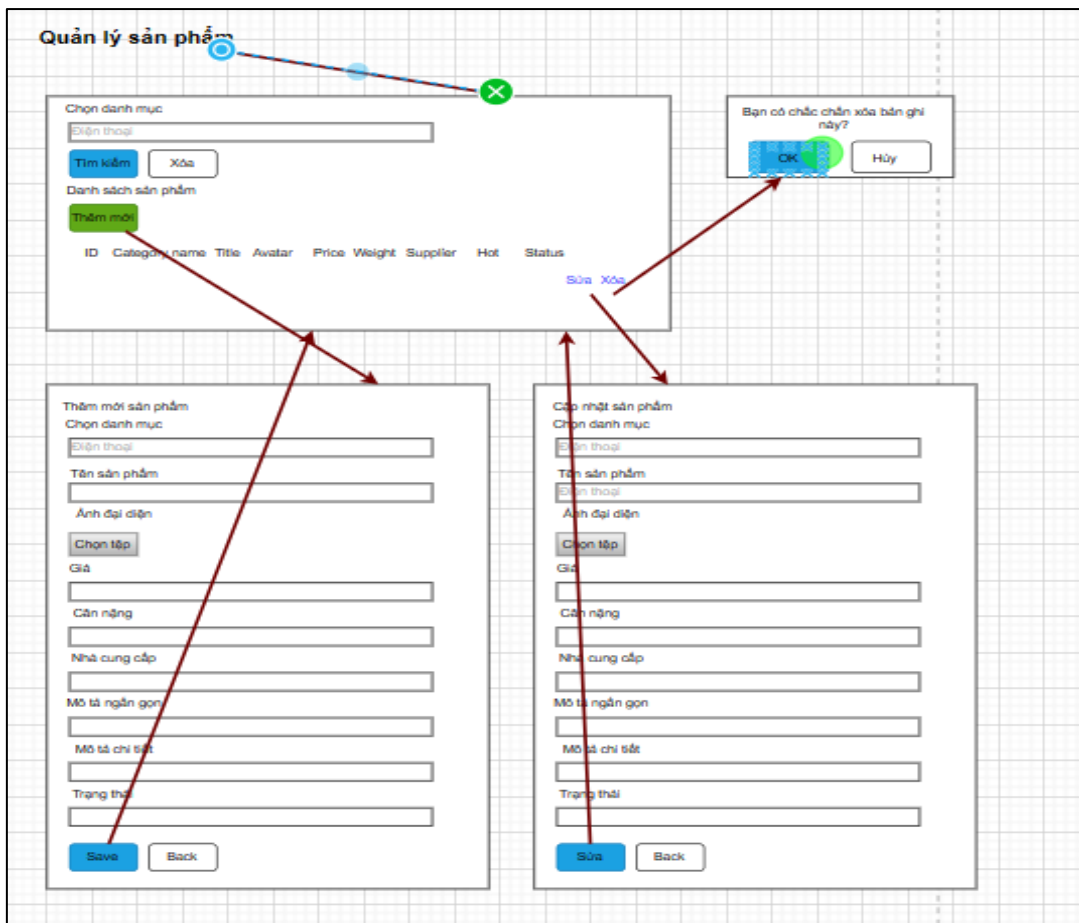 Quản lý sản phẩm
Chọn danh mục
Điện thoại
Tìm kiếm Xóa
Danh sách sản phẩm
Thêm mới
ID Category name Title Avatar Price Weight Supplier Hot Status
Sửa Xóa
Bạn có chắc chắn xóa bản ghi
này?
OK Hủy
Thêm mới sản phẩm
Chọn danh mục
Điện thoại
Tên sản phẩm
Ảnh đại diện
Chọn tệp
Giá
Cân nặng
Nhà cung cấp
Mô tả ngắn gọn
Mô tả chi tiết
Trạng thái
Save Back
Cập nhật sản phẩm
Chọn danh mục
Điện thoại
Tên sản phẩm
Điện thoại
Ảnh đại diện
Chọn tệp
Giá
Cân nặng
Nhà cung cấp
Mô tả ngắn gọn
Mô tả chi tiết
Trạng thái
Sửa Back